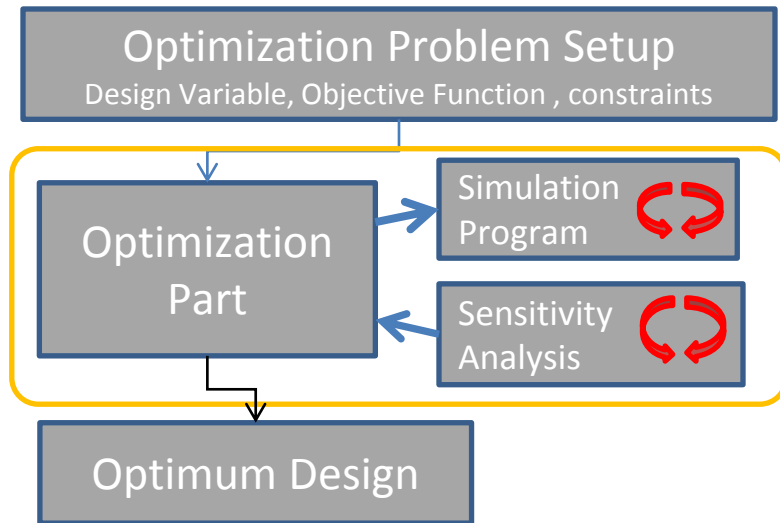 Optimization Problem Setup
Design Variable, Objective Function , constraints
Optimization
Part
Simulation
Program
Sensitivity
Analysis
Optimum Design